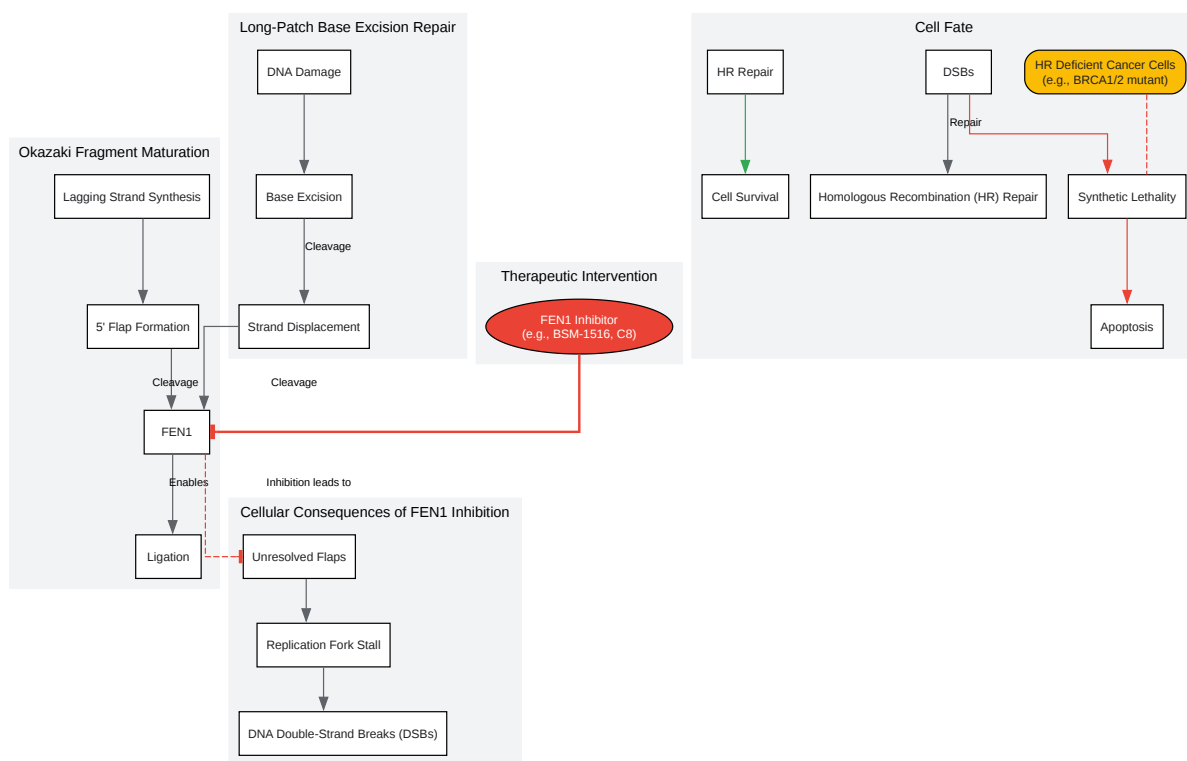 Long-Patch Base Excision Repair
DNA Damage
Base Excision
Cleavage
Strand Displacement
Cleavage
Okazaki Fragment Maturation
Lagging Strand Synthesis
5' Flap Formation
Cleavage
FEN1
Enables
Ligation
Therapeutic Intervention
FEN1 Inhibitor
(e.g., BSM-1516, C8)
Inhibition leads to
Cellular Consequences of FEN1 Inhibition
Unresolved Flaps
Replication Fork Stall
DNA Double-Strand Breaks (DSBs)
Cell Fate
HR Repair
DSBs
HR Deficient Cancer Cells
(e.g., BRCA1/2 mutant)
Repair
Cell Survival
Homologous Recombination (HR) Repair
Synthetic Lethality
Apoptosis